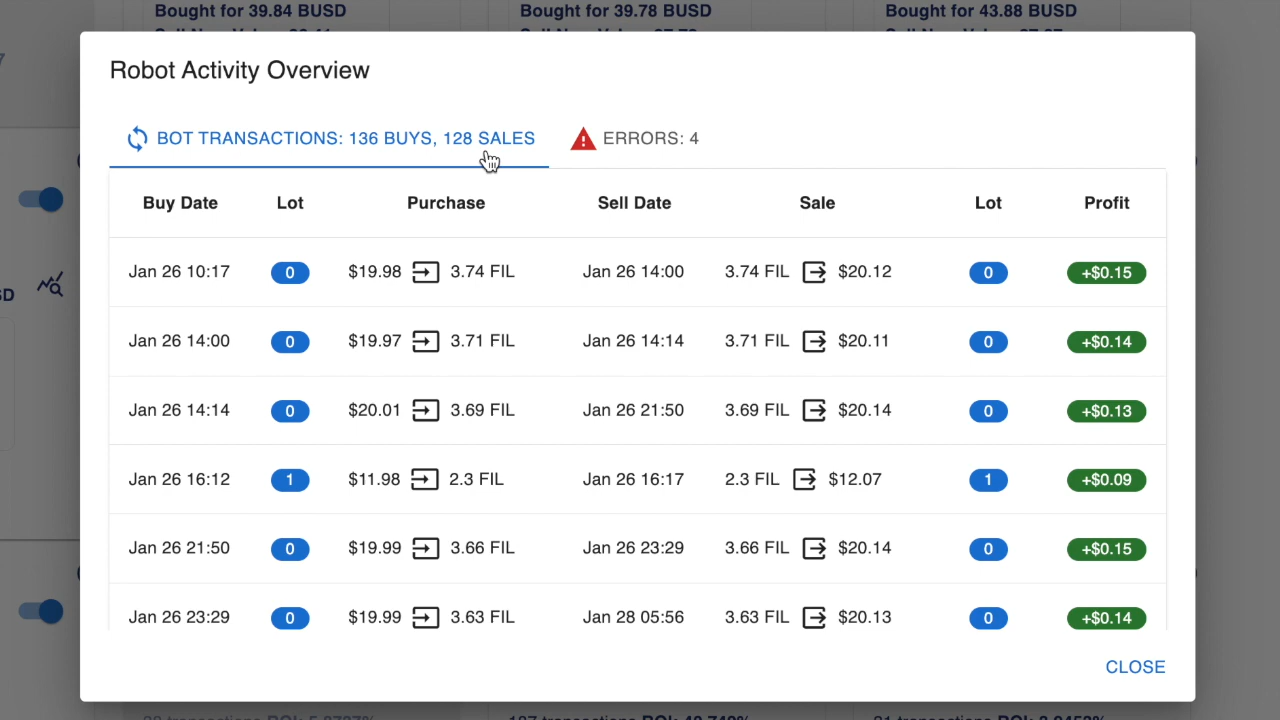 Bought for 39.84 BUSD Bought for 39.78 BUSD Bought for 43.88 BUSD
Robot Activity Overview
BOT TRANSACTIONS: 136 BUYS, 128 SALES ERRORS: 4
Buy Date Lot Purchase Sell Date Sale Lot Profit
Jan 26 10:17 0 $19.98 3.74 FIL Jan 26 14:00 3.74 FIL $20.12 0 +$0.15
Jan 26 14:00 0 $19.97 3.71 FIL Jan 26 14:14 3.71 FIL $20.11 0 +$0.14
Jan 26 14:14 0 $20.01 3.69 FIL Jan 26 21:50 3.69 FIL $20.14 0 +$0.13
Jan 26 16:12 1 $11.98 2.3 FIL Jan 26 16:17 2.3 FIL $12.07 1 +$0.09
Jan 26 21:50 0 $19.99 3.66 FIL Jan 26 23:29 3.66 FIL $20.14 0 +$0.15
Jan 26 23:29 0 $19.99 3.63 FIL Jan 28 05:56 3.63 FIL $20.13 0 +$0.14
CLOSE